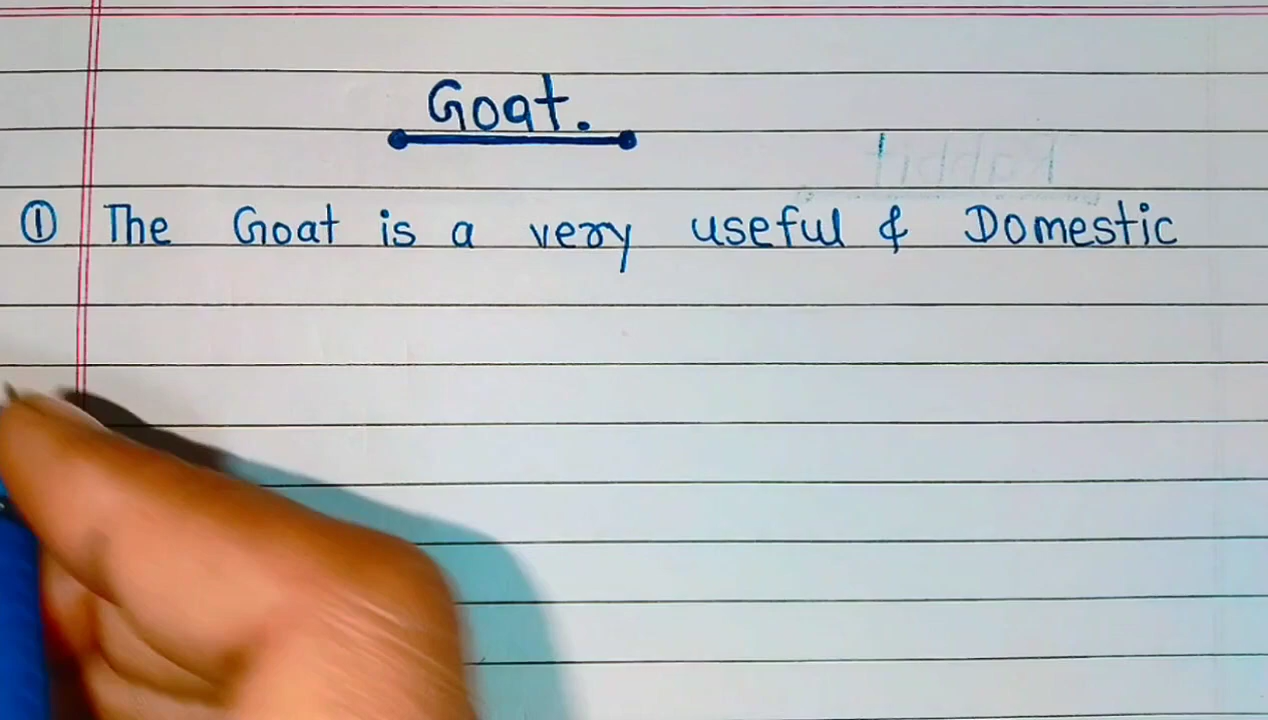 Goat.
① The Goat is a very useful & Domestic